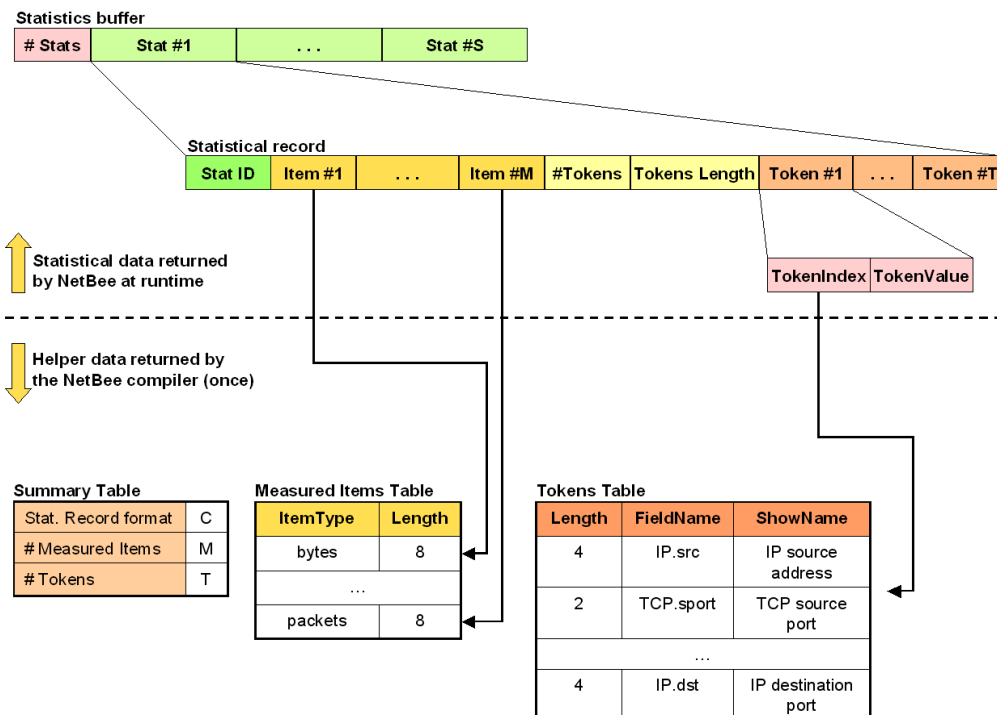 Statistics buffer
# Stats
Stat #1
. . .
Stat #S
Statistical record
Stat ID
Item #1
. . .
Item #M
#Tokens
Tokens Length
Token #1
. . .
Token #T
TokenIndex
TokenValue
Statistical data returned
by NetBee at runtime
Helper data returned by
the NetBee compiler (once)
Summary Table
Stat. Record format C
# Measured Items M
# Tokens T
Measured Items Table
ItemType Length
bytes 8
...
packets 8
Tokens Table
Length FieldName ShowName
4 IP.src IP source
address
2 TCP.sport TCP source
port
...
4 IP.dst IP destination
port